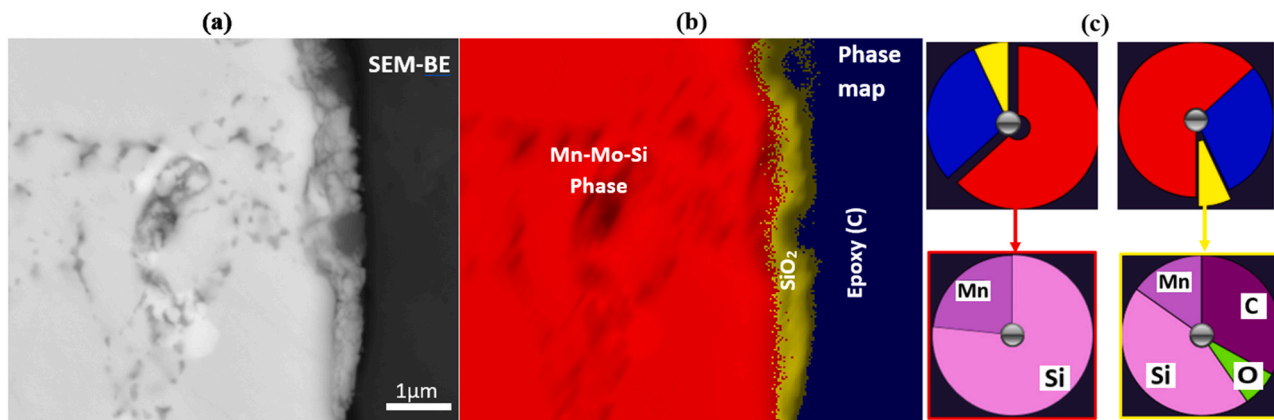 (a)
(b)
(c)
SEM-BE
1μm
Phase
map
Mn-Mo-Si
Phase
SiO₂
Epoxy (C)
Mn
Si
Mn
C
Si
O